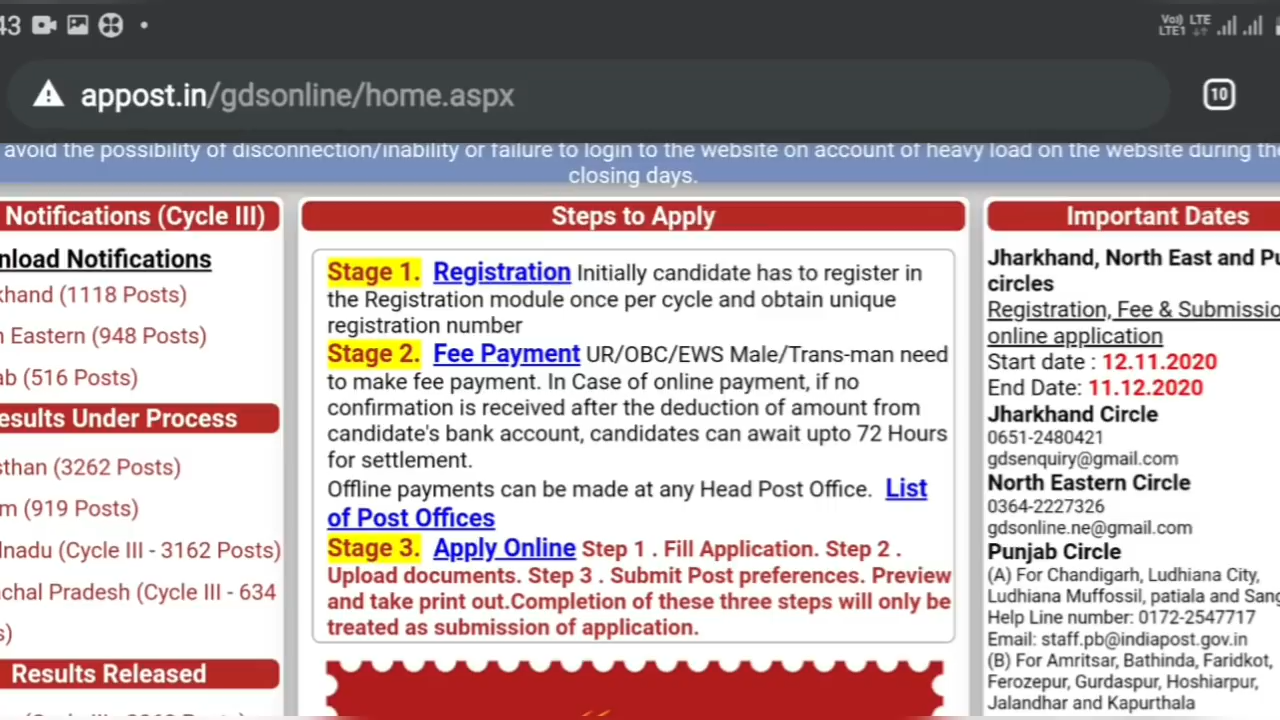 43
Vo) LTE
LTE1
appost.in/gdsonline/home.aspx
10
avoid the possibility of disconnection/inability or failure to login to the website on account of heavy load on the website during the
closing days.
Notifications (Cycle III)
nload Notifications
khand (1118 Posts)
n Eastern (948 Posts)
ab (516 Posts)
esults Under Process
sthan (3262 Posts)
m (919 Posts)
lnadu (Cycle III - 3162 Posts)
achal Pradesh (Cycle III - 634
s)
Results Released
Steps to Apply
Stage 1. Registration Initially candidate has to register in
the Registration module once per cycle and obtain unique
registration number
Stage 2. Fee Payment UR/OBC/EWS Male/Trans-man need
to make fee payment. In Case of online payment, if no
confirmation is received after the deduction of amount from
candidate's bank account, candidates can await upto 72 Hours
for settlement.
Offline payments can be made at any Head Post Office. List
of Post Offices
Stage 3. Apply Online Step 1 . Fill Application. Step 2 .
Upload documents. Step 3 . Submit Post preferences. Preview
and take print out.Completion of these three steps will only be
treated as submission of application.
Important Dates
Jharkhand, North East and Pu
circles
Registration, Fee & Submissio
online application
Start date : 12.11.2020
End Date: 11.12.2020
Jharkhand Circle
0651-2480421
gdsenquiry@gmail.com
North Eastern Circle
0364-2227326
gdsonline.ne@gmail.com
Punjab Circle
(A) For Chandigarh, Ludhiana City,
Ludhiana Muffossil, patiala and Sang
Help Line number: 0172-2547717
Email: staff.pb@indiapost.gov.in
(B) For Amritsar, Bathinda, Faridkot,
Ferozepur, Gurdaspur, Hoshiarpur,
Jalandhar and Kapurthala